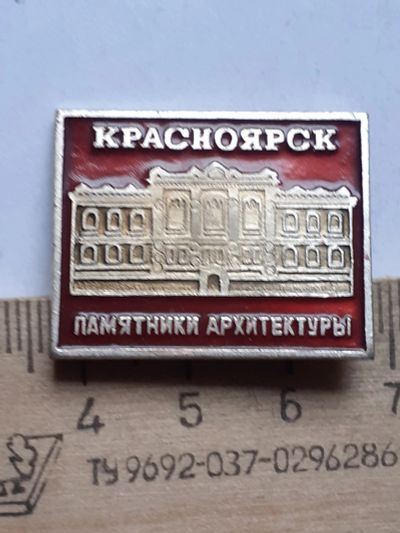 КРАСНОЯРСК
ПАМЯТНИКИ АРХИТЕКТУРЫ
4 5 6 7
ТУ 9692-037-0296286